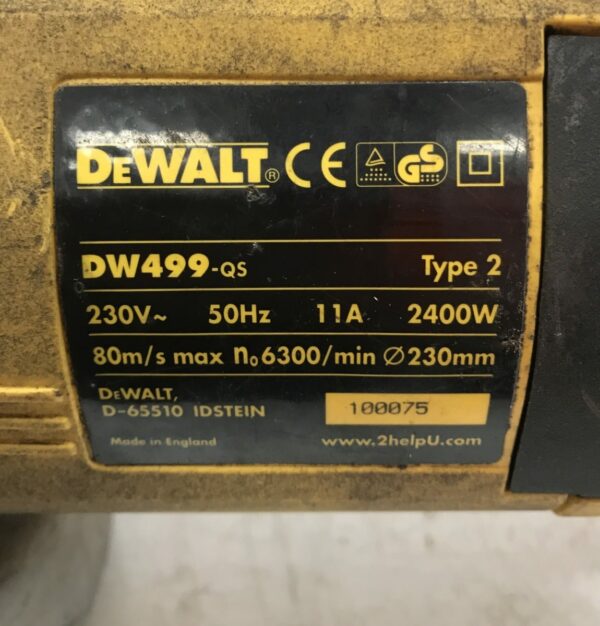 DEWALT® CE GS
DW499-QS Type 2
230V~ 50Hz 11A 2400W
80m/s max n₀6300/min Ø230mm
DEWALT,
D-65510 IDSTEIN 100075
Made in England www.2helpU.com